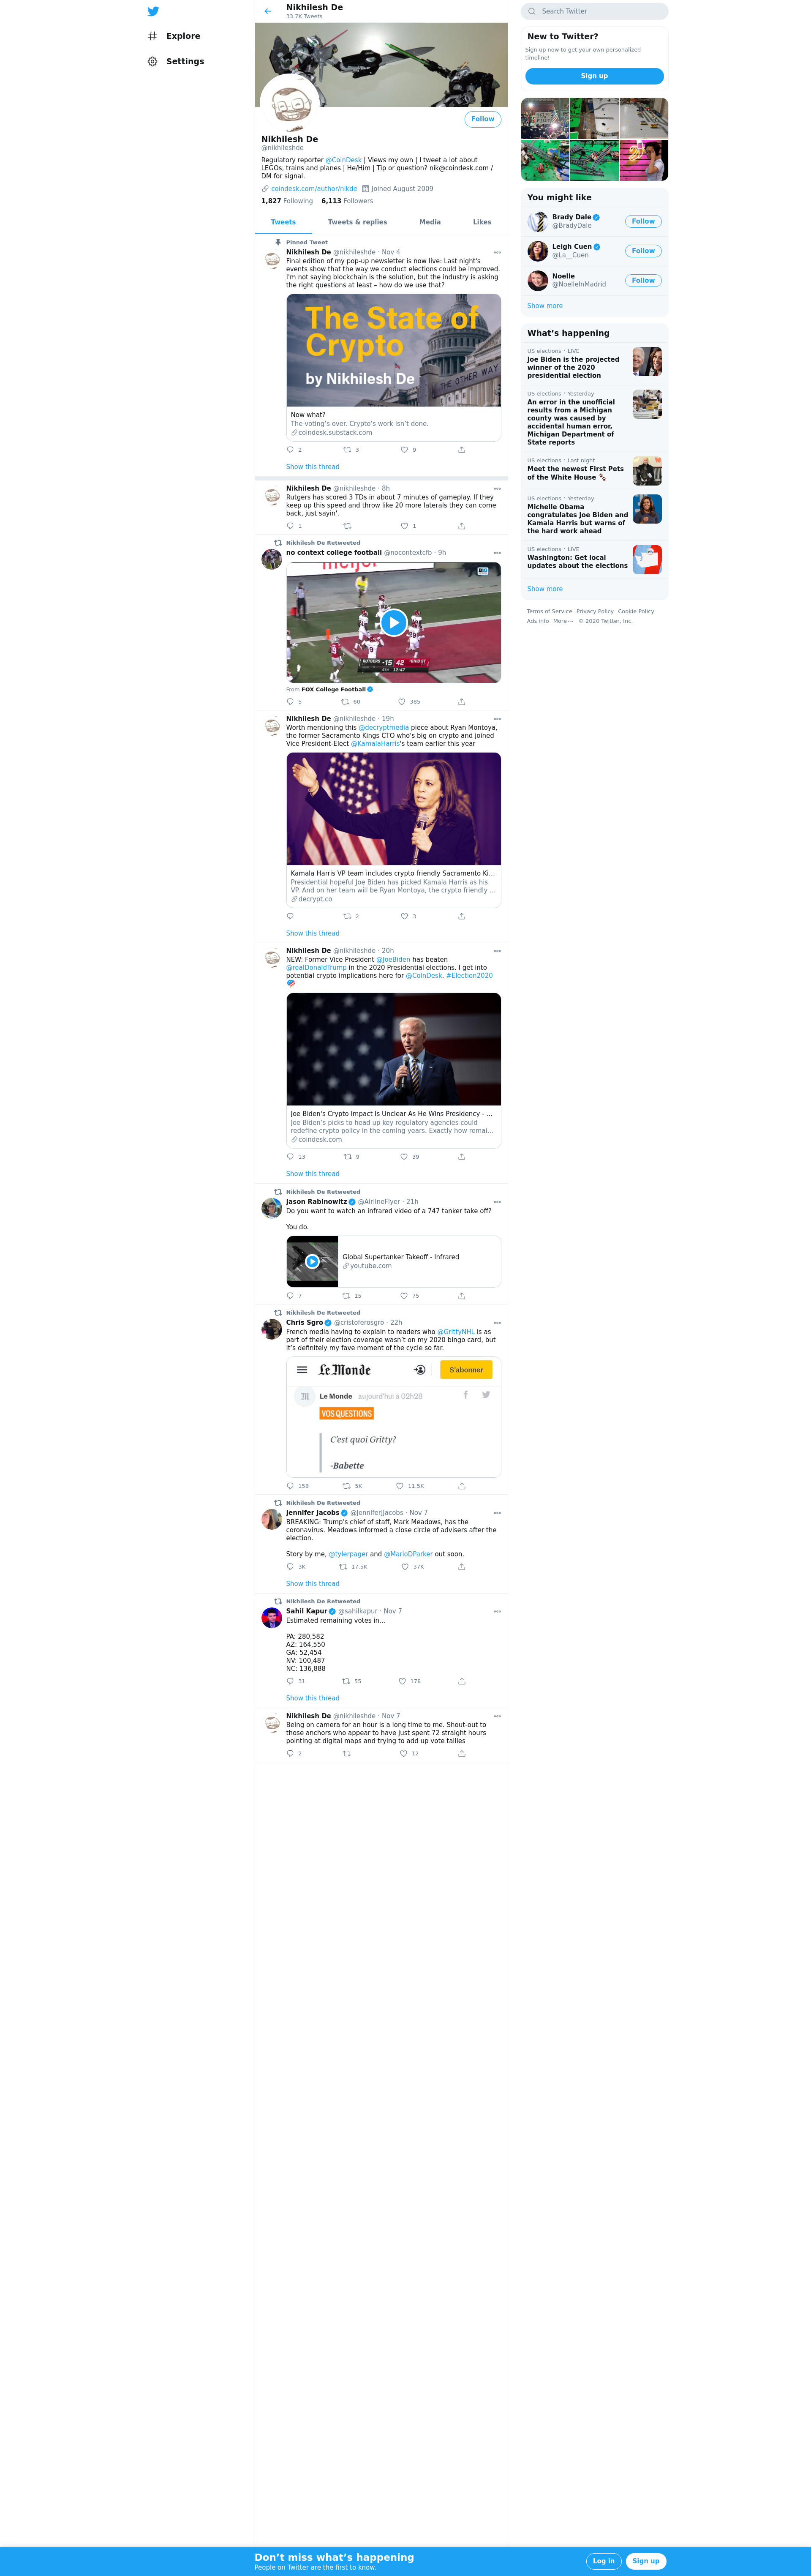 Explore
Settings
Nikhilesh De
33.7K Tweets
Follow
Nikhilesh De
@nikhileshde
Regulatory reporter @CoinDesk | Views my own | I tweet a lot about
LEGOs, trains and planes | He/Him | Tip or question? nik@coindesk.com /
DM for signal.
coindesk.com/author/nikde Joined August 2009
1,827 Following 6,113 Followers
Tweets Tweets & replies Media Likes
Pinned Tweet
Nikhilesh De @nikhileshde · Nov 4
Final edition of my pop-up newsletter is now live: Last night's
events show that the way we conduct elections could be improved.
I'm not saying blockchain is the solution, but the industry is asking
the right questions at least – how do we use that?
The State of
Crypto
by Nikhilesh De
OTHER WAY
Now what?
The voting's over. Crypto's work isn't done.
coindesk.substack.com
2 3 9
Show this thread
Nikhilesh De @nikhileshde · 8h
Rutgers has scored 3 TDs in about 7 minutes of gameplay. If they
keep up this speed and throw like 20 more laterals they can come
back, just sayin'.
1 1
Nikhilesh De Retweeted
no context college football @nocontextcfb · 9h
meijer
RUTGERS 15 42 OHIO ST
12:47
From FOX College Football
5 60 385
Nikhilesh De @nikhileshde · 19h
Worth mentioning this @decryptmedia piece about Ryan Montoya,
the former Sacramento Kings CTO who's big on crypto and joined
Vice President-Elect @KamalaHarris's team earlier this year
Kamala Harris VP team includes crypto friendly Sacramento Ki...
Presidential hopeful Joe Biden has picked Kamala Harris as his
VP. And on her team will be Ryan Montoya, the crypto friendly ...
decrypt.co
2 3
Show this thread
Nikhilesh De @nikhileshde · 20h
NEW: Former Vice President @JoeBiden has beaten
@realDonaldTrump in the 2020 Presidential elections. I get into
potential crypto implications here for @CoinDesk. #Election2020
Joe Biden's Crypto Impact Is Unclear As He Wins Presidency - ...
Joe Biden's picks to head up key regulatory agencies could
redefine crypto policy in the coming years. Exactly how remai...
coindesk.com
13 9 39
Show this thread
Nikhilesh De Retweeted
Jason Rabinowitz @AirlineFlyer · 21h
Do you want to watch an infrared video of a 747 tanker take off?
You do.
Global Supertanker Takeoff - Infrared
youtube.com
7 15 75
Nikhilesh De Retweeted
Chris Sgro @cristoferosgro · 22h
French media having to explain to readers who @GrittyNHL is as
part of their election coverage wasn't on my 2020 bingo card, but
it's definitely my fave moment of the cycle so far.
Le Monde S'abonner
M Le Monde aujourd'hui à 02h28
VOS QUESTIONS
C'est quoi Gritty?
-Babette
158 5K 11.5K
Nikhilesh De Retweeted
Jennifer Jacobs @JenniferJJacobs · Nov 7
BREAKING: Trump's chief of staff, Mark Meadows, has the
coronavirus. Meadows informed a close circle of advisers after the
election.
Story by me, @tylerpager and @MarioDParker out soon.
3K 17.5K 37K
Show this thread
Nikhilesh De Retweeted
Sahil Kapur @sahilkapur · Nov 7
Estimated remaining votes in...
PA: 280,582
AZ: 164,550
GA: 52,454
NV: 100,487
NC: 136,888
31 55 178
Show this thread
Nikhilesh De @nikhileshde · Nov 7
Being on camera for an hour is a long time to me. Shout-out to
those anchors who appear to have just spent 72 straight hours
pointing at digital maps and trying to add up vote tallies
2 12
Search Twitter
New to Twitter?
Sign up now to get your own personalized
timeline!
Sign up
You might like
Brady Dale
@BradyDale
Follow
Leigh Cuen
@La__Cuen
Follow
Noelle
@NoelleInMadrid
Follow
Show more
What's happening
US elections · LIVE
Joe Biden is the projected
winner of the 2020
presidential election
US elections · Yesterday
An error in the unofficial
results from a Michigan
county was caused by
accidental human error,
Michigan Department of
State reports
US elections · Last night
Meet the newest First Pets
of the White House
US elections · Yesterday
Michelle Obama
congratulates Joe Biden and
Kamala Harris but warns of
the hard work ahead
US elections · LIVE
Washington: Get local
updates about the elections
Show more
Terms of Service Privacy Policy Cookie Policy
Ads info More ••• © 2020 Twitter, Inc.
Don't miss what's happening
People on Twitter are the first to know.
Log in Sign up